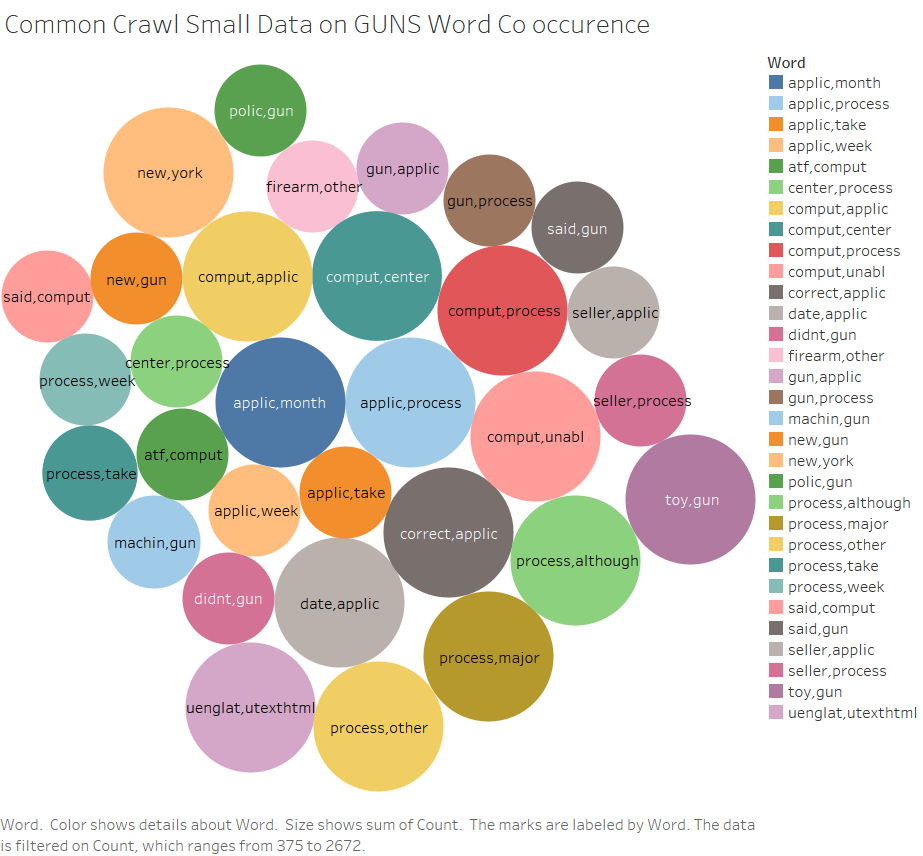 Common Crawl Small Data on GUNS Word Co occurence
polic,gun
new,york
firearm,other
gun,applic
gun,process
said,gun
said,comput
new,gun
comput,applic
comput,center
comput,process
seller,applic
process,week
center,process
applic,month
applic,process
comput,unabl
seller,process
process,take
atf,comput
applic,week
applic,take
correct,applic
toy,gun
machin,gun
process,although
didnt,gun
date,applic
process,major
uenglat,utexthtml
process,other
Word
applic,month
applic,process
applic,take
applic,week
atf,comput
center,process
comput,applic
comput,center
comput,process
comput,unabl
correct,applic
date,applic
didnt,gun
firearm,other
gun,applic
gun,process
machin,gun
new,gun
new,york
polic,gun
process,although
process,major
process,other
process,take
process,week
said,comput
said,gun
seller,applic
seller,process
toy,gun
uenglat,utexthtml
Word.  Color shows details about Word.  Size shows sum of Count.  The marks are labeled by Word. The data
is filtered on Count, which ranges from 375 to 2672.